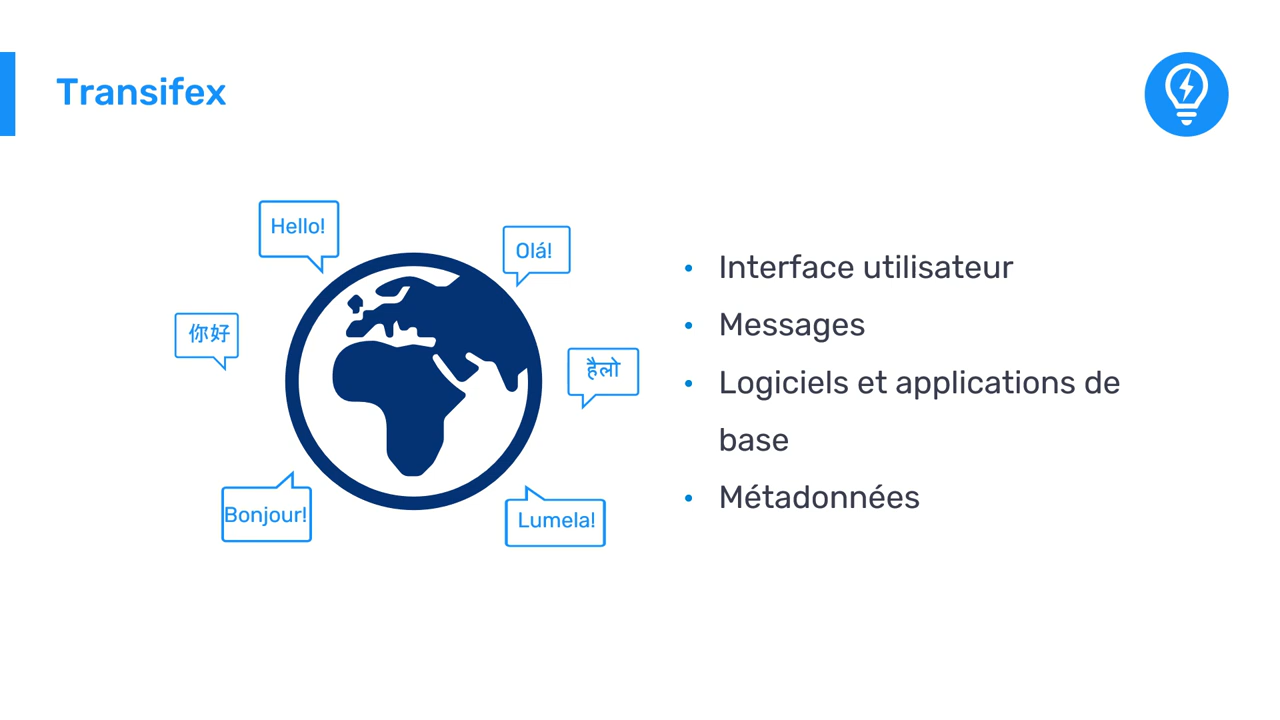 Transifex
Hello!
Olá!
你好
हैलो
Bonjour!
Lumela!
• Interface utilisateur
• Messages
• Logiciels et applications de
base
• Métadonnées